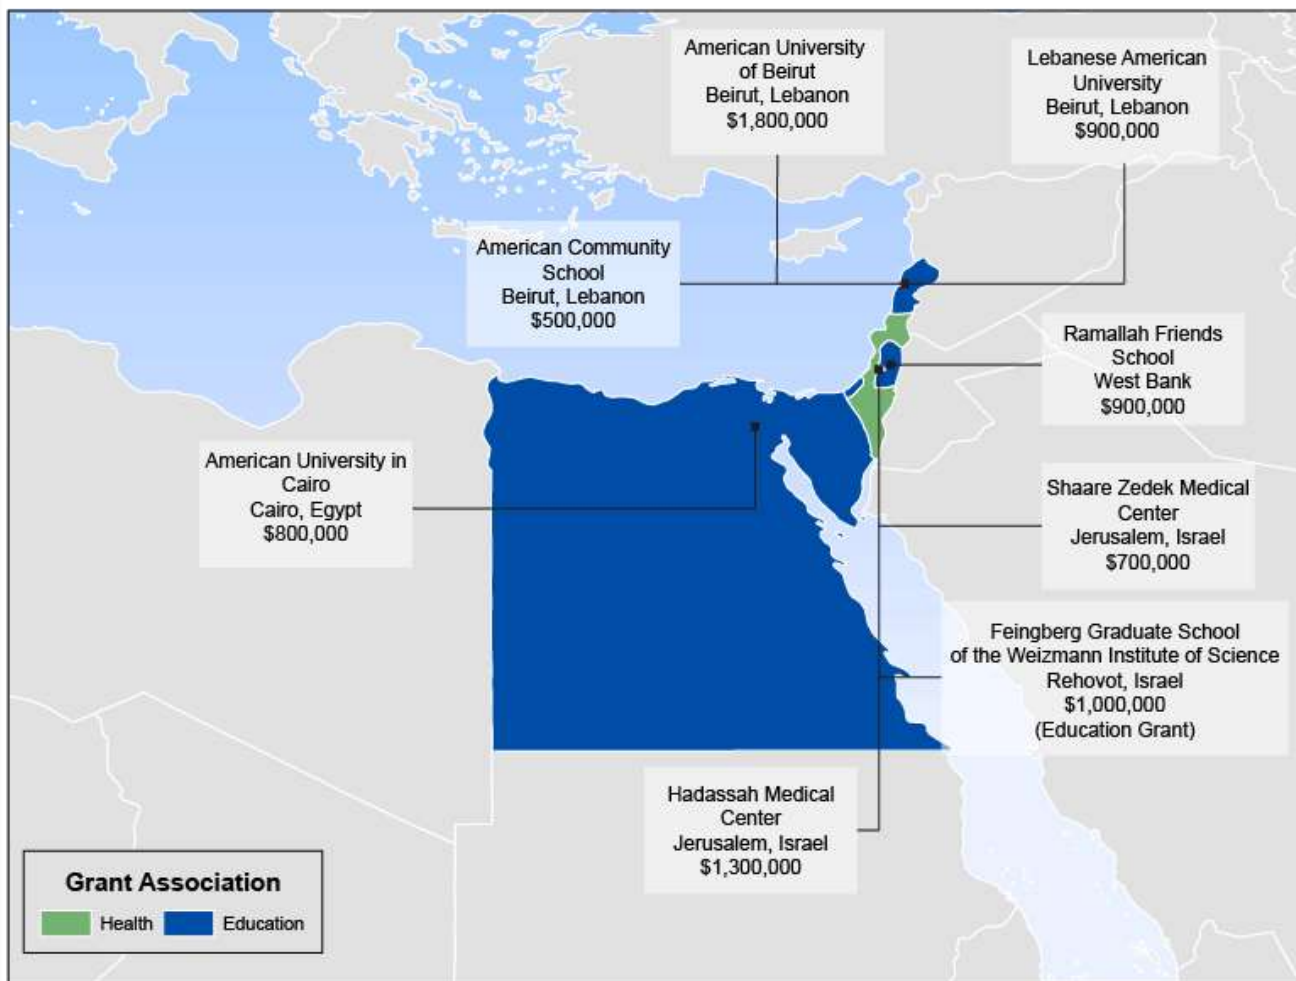 American University
of Beirut
Beirut, Lebanon
$1,800,000
Lebanese American
University
Beirut, Lebanon
$900,000
American Community
School
Beirut, Lebanon
$500,000
Ramallah Friends
School
West Bank
$900,000
American University in
Cairo
Cairo, Egypt
$800,000
Shaare Zedek Medical
Center
Jerusalem, Israel
$700,000
Feingberg Graduate School
of the Weizmann Institute of Science
Rehovot, Israel
$1,000,000
(Education Grant)
Hadassah Medical
Center
Jerusalem, Israel
$1,300,000
Grant Association
Health
Education